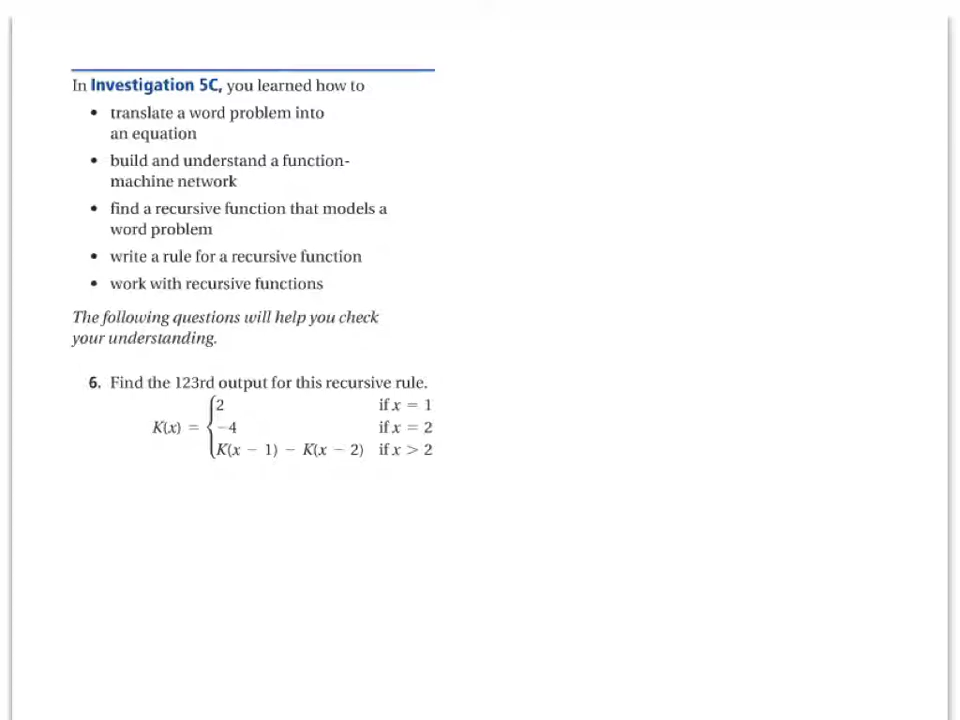 In Investigation 5C, you learned how to
• translate a word problem into
an equation
• build and understand a function-
machine network
• find a recursive function that models a
word problem
• write a rule for a recursive function
• work with recursive functions
The following questions will help you check
your understanding.
6. Find the 123rd output for this recursive rule.
K(x) = { 2 if x = 1
−4 if x = 2
K(x − 1) − K(x − 2) if x > 2